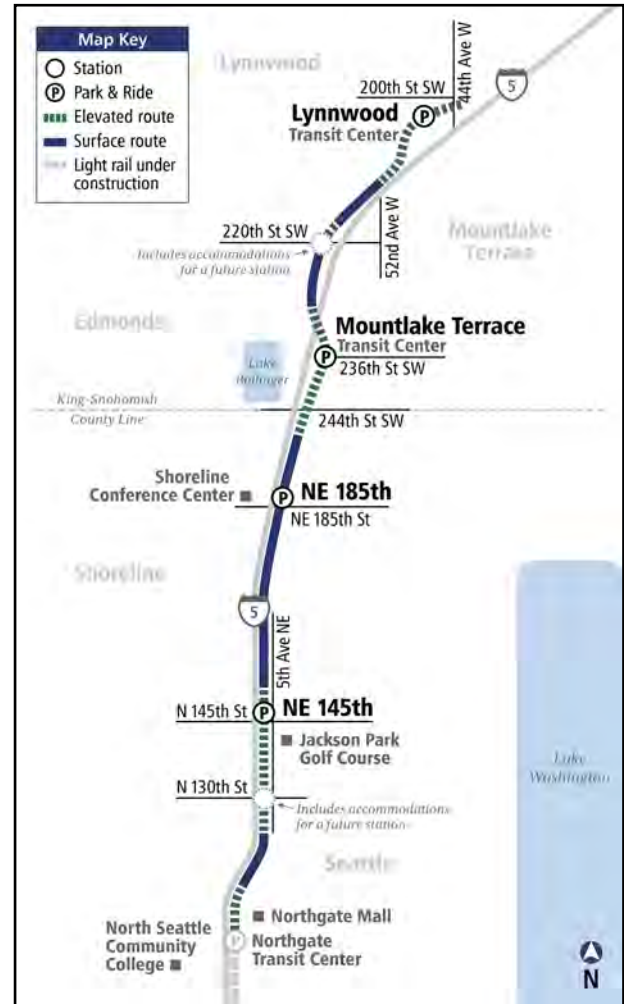 Map Key
Station
P Park & Ride
Elevated route
Surface route
Light rail under
construction
Lynnwood
200th St SW
44th Ave W
5
Lynnwood
Transit Center
P
220th St SW
Includes accommodations
for a future station
52nd Ave W
Mountlake
Terrace
Edmonds
Mountlake Terrace
Transit Center
P
236th St SW
Lake
Ballinger
King-Snohomish
County Line
244th St SW
Shoreline
Conference Center
P
NE 185th
NE 185th St
Shoreline
5
5th Ave NE
N 145th St
P
NE 145th
Jackson Park
Golf Course
N 130th St
Includes accommodations
for a future station
Lake
Washington
Seattle
Northgate Mall
North Seattle
Community
College
P
Northgate
Transit Center
N